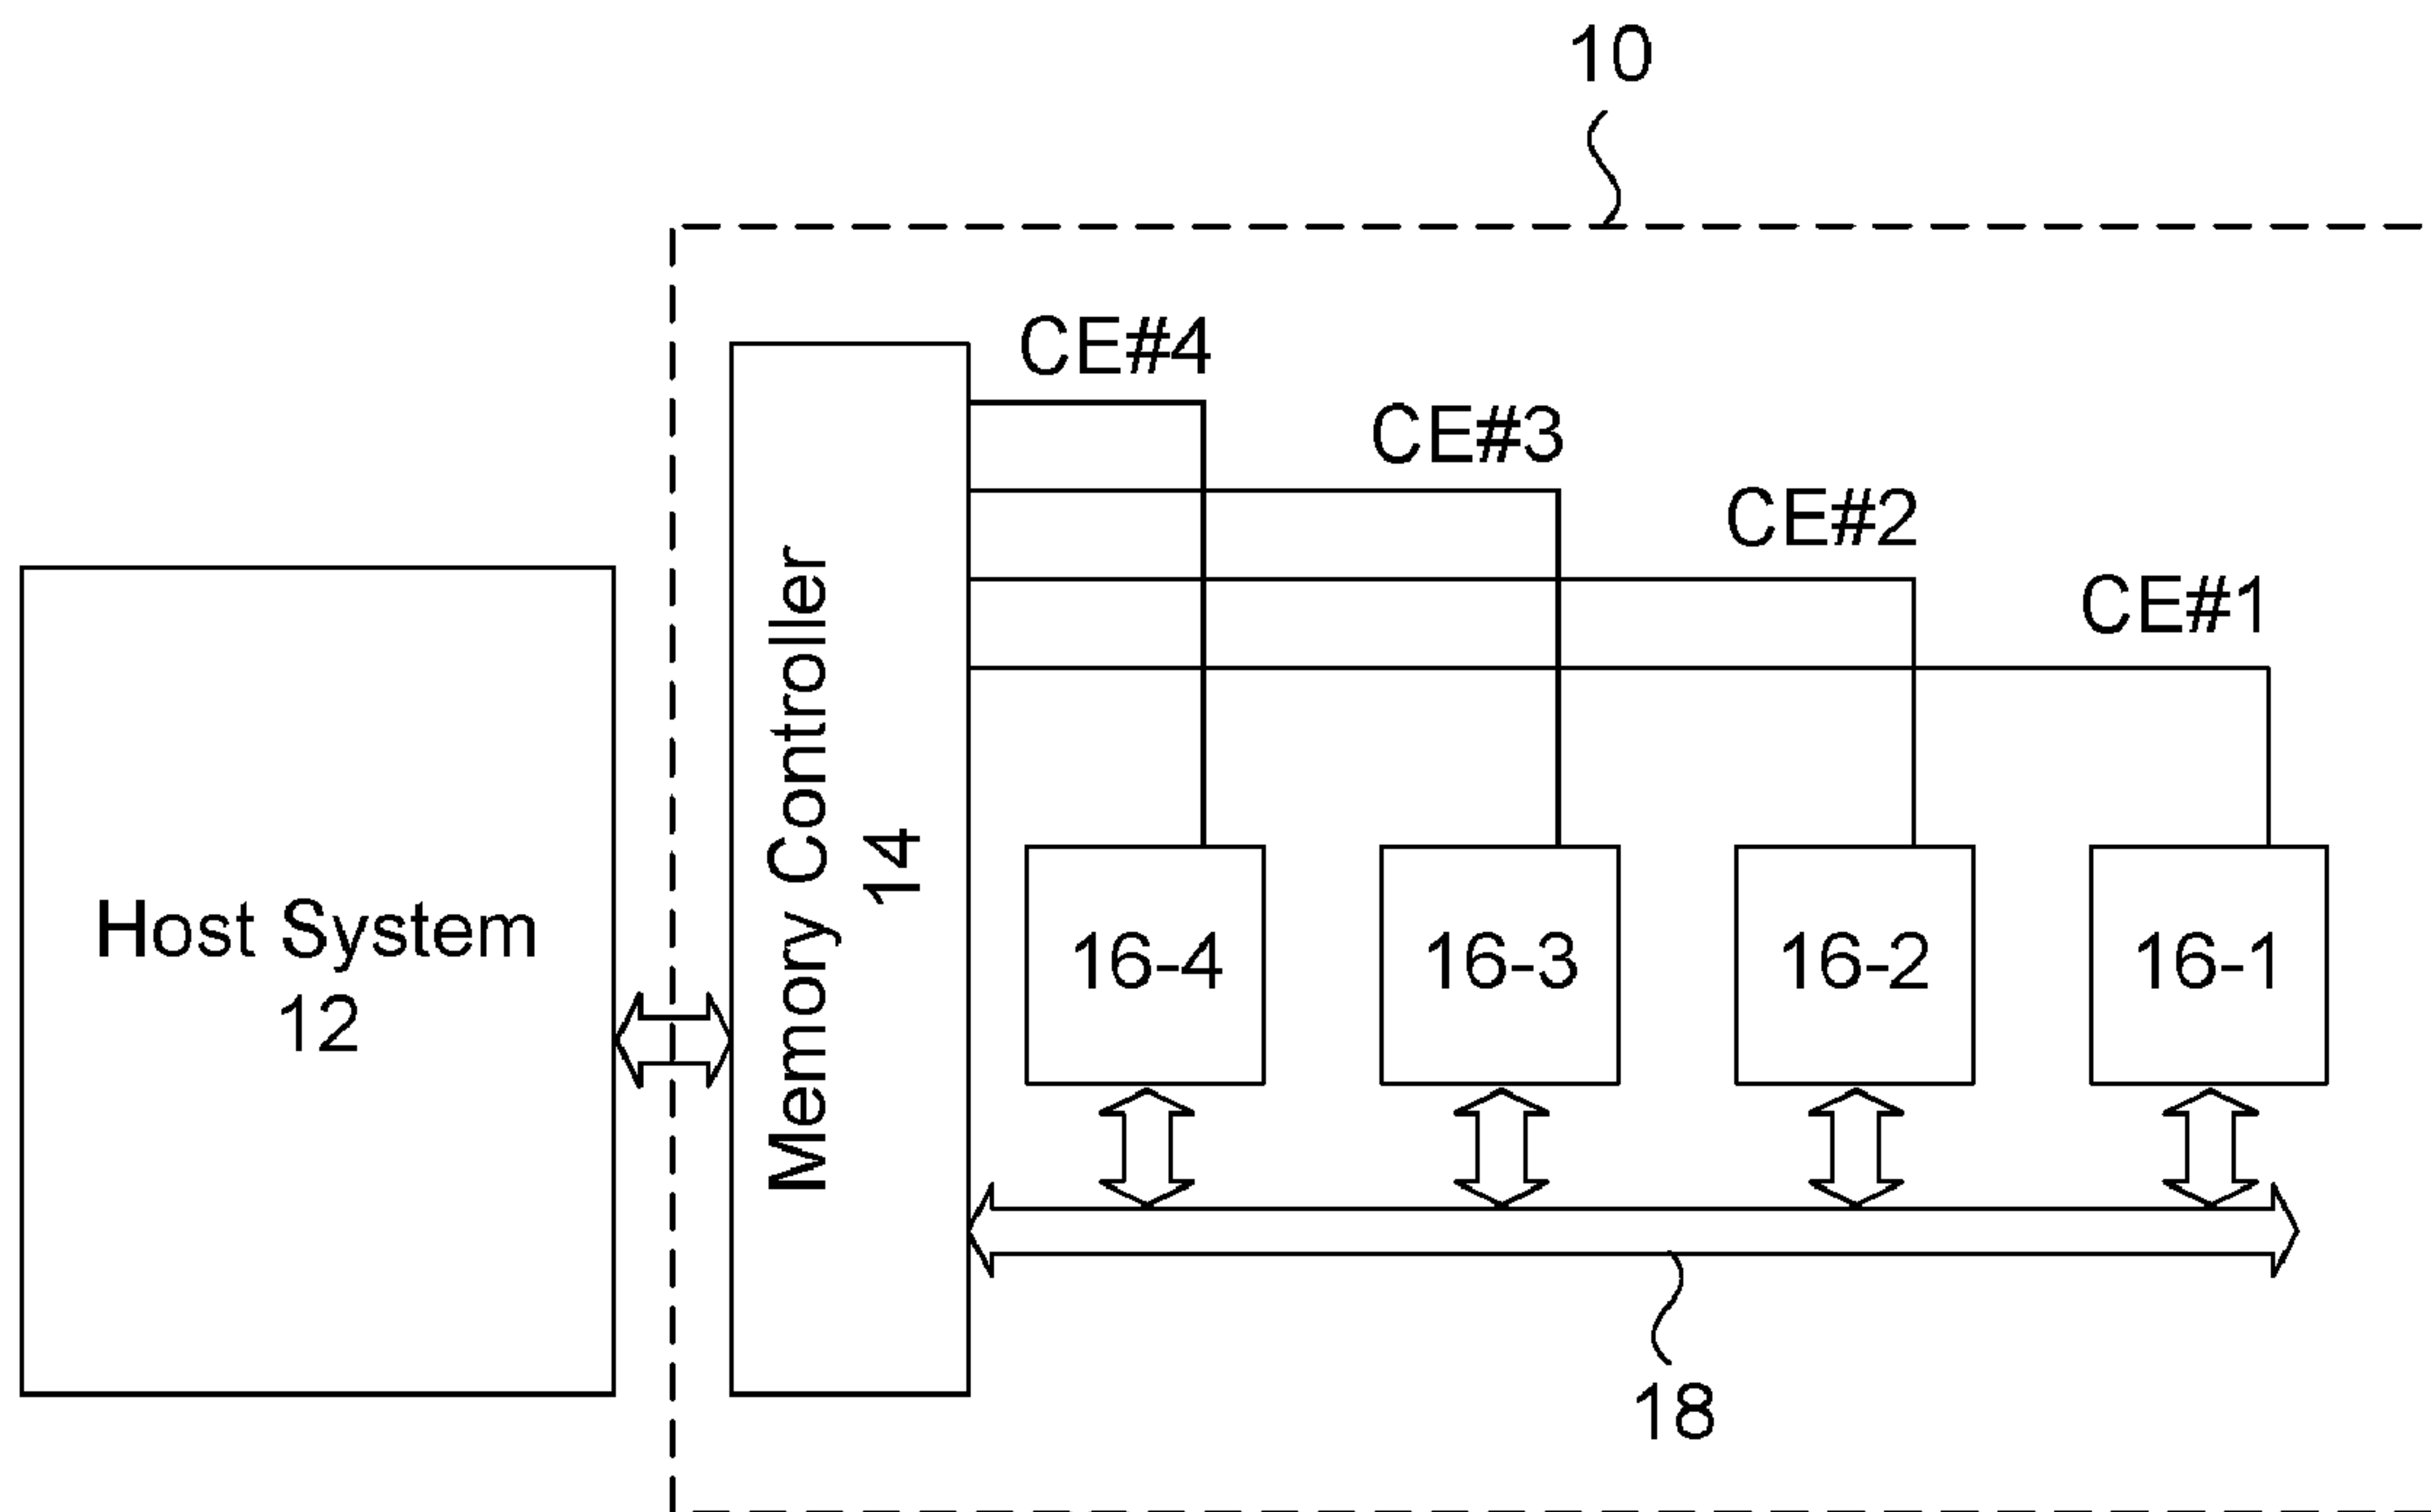 10
CE#4
CE#3
CE#2
CE#1
Host System
12
Memory Controller
14
16-4
16-3
16-2
16-1
18